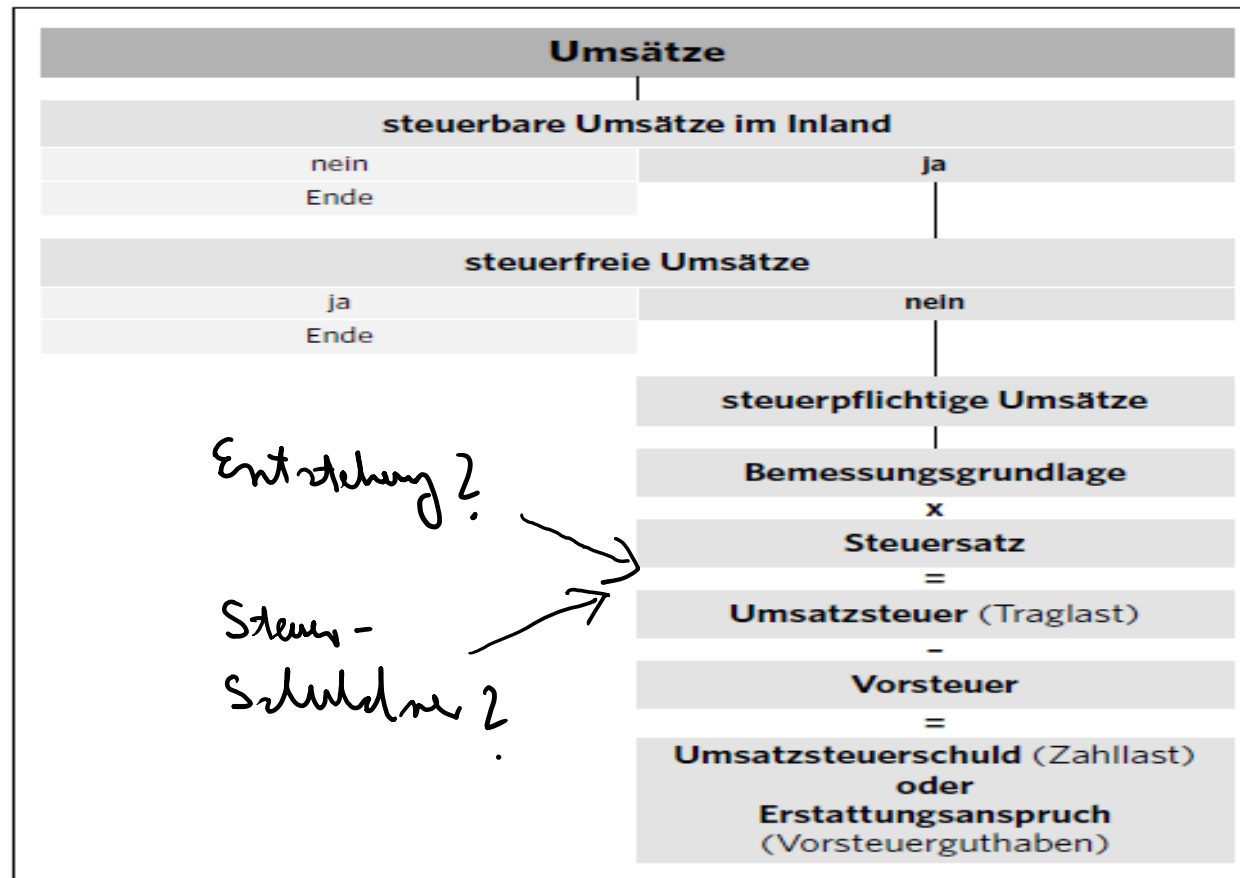 Umsätze
steuerbare Umsätze im Inland
nein
ja
Ende
steuerfreie Umsätze
ja
nein
Ende
steuerpflichtige Umsätze
Bemessungsgrundlage
x
Steuersatz
=
Umsatzsteuer (Traglast)
-
Vorsteuer
=
Umsatzsteuerschuld (Zahllast)
oder
Erstattungsanspruch
(Vorsteuerguthaben)
Entstehung?
Steuer-
Schuldner?